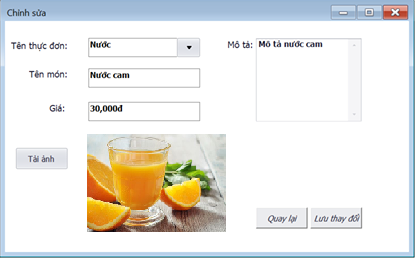 Chỉnh sửa
Tên thực đơn: Nước
Mô tả: Mô tả nước cam
Tên món: Nước cam
Giá: 30,000đ
Tải ảnh
Quay lại
Lưu thay đổi